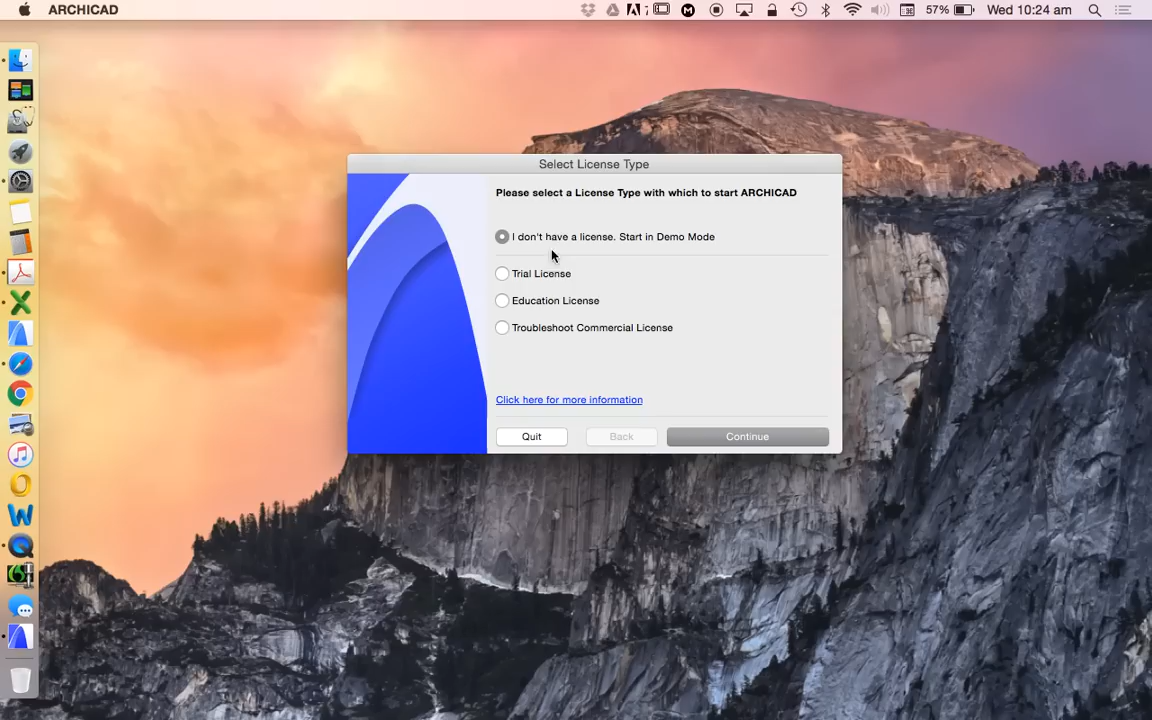 ARCHICAD
57%
Wed 10:24 am
Select License Type
Please select a License Type with which to start ARCHICAD
I don't have a license. Start in Demo Mode
Trial License
Education License
Troubleshoot Commercial License
Click here for more information
Quit
Back
Continue